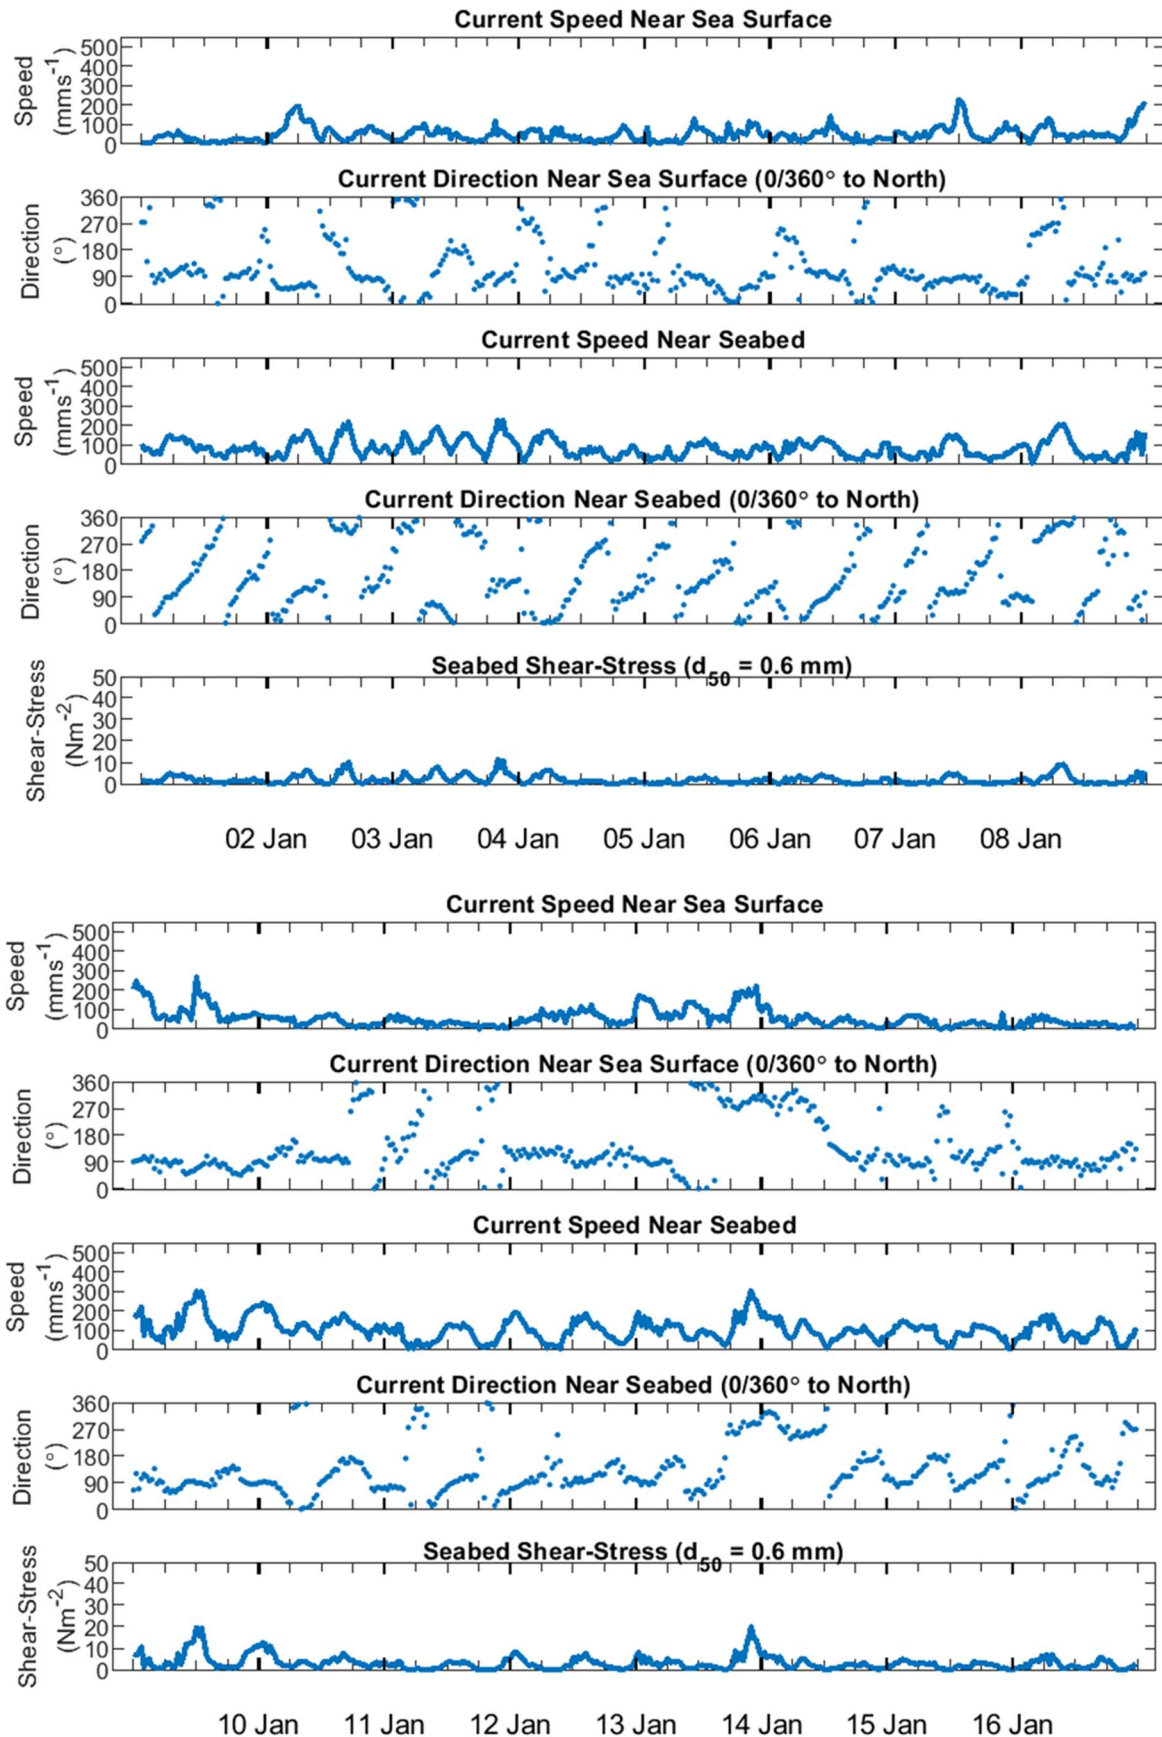 Current Speed Near Sea Surface
Speed
(mms-1)
500
400
300
200
100
0
Current Direction Near Sea Surface (0/360° to North)
Direction
(°)
360
270
180
90
0
Current Speed Near Seabed
Speed
(mms-1)
500
400
300
200
100
0
Current Direction Near Seabed (0/360° to North)
Direction
(°)
360
270
180
90
0
Seabed Shear-Stress (d50 = 0.6 mm)
Shear-Stress
(Nm-2)
50
40
30
20
10
0
02 Jan 03 Jan 04 Jan 05 Jan 06 Jan 07 Jan 08 Jan
Current Speed Near Sea Surface
Speed
(mms-1)
500
400
300
200
100
0
Current Direction Near Sea Surface (0/360° to North)
Direction
(°)
360
270
180
90
0
Current Speed Near Seabed
Speed
(mms-1)
500
400
300
200
100
0
Current Direction Near Seabed (0/360° to North)
Direction
(°)
360
270
180
90
0
Seabed Shear-Stress (d50 = 0.6 mm)
Shear-Stress
(Nm-2)
50
40
30
20
10
0
10 Jan 11 Jan 12 Jan 13 Jan 14 Jan 15 Jan 16 Jan